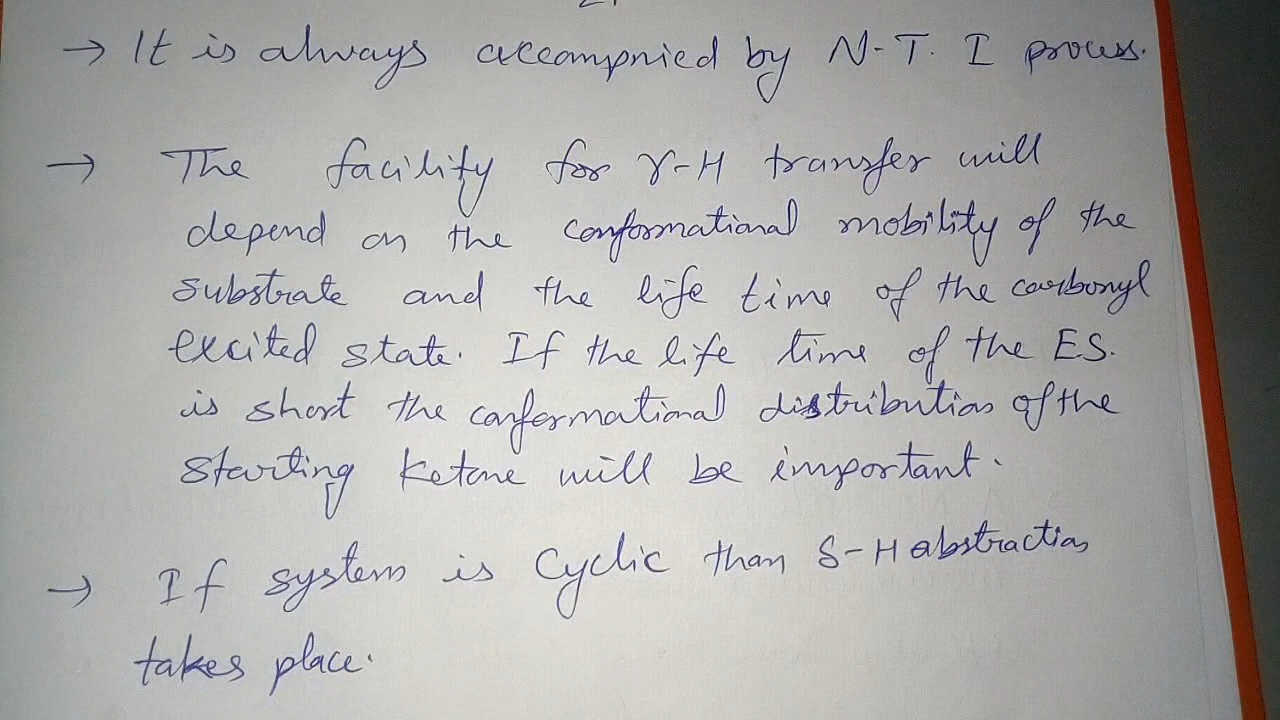 → It is always accompnied by N-T. I process.
→ The facility for γ-H transfer will
depend on the conformational mobility of the
substrate and the life time of the carbonyl
excited state. If the life time of the ES.
is short the conformational distribution of the
starting Ketone will be important.
→ If system is Cyclic than δ-H abstraction
takes place.